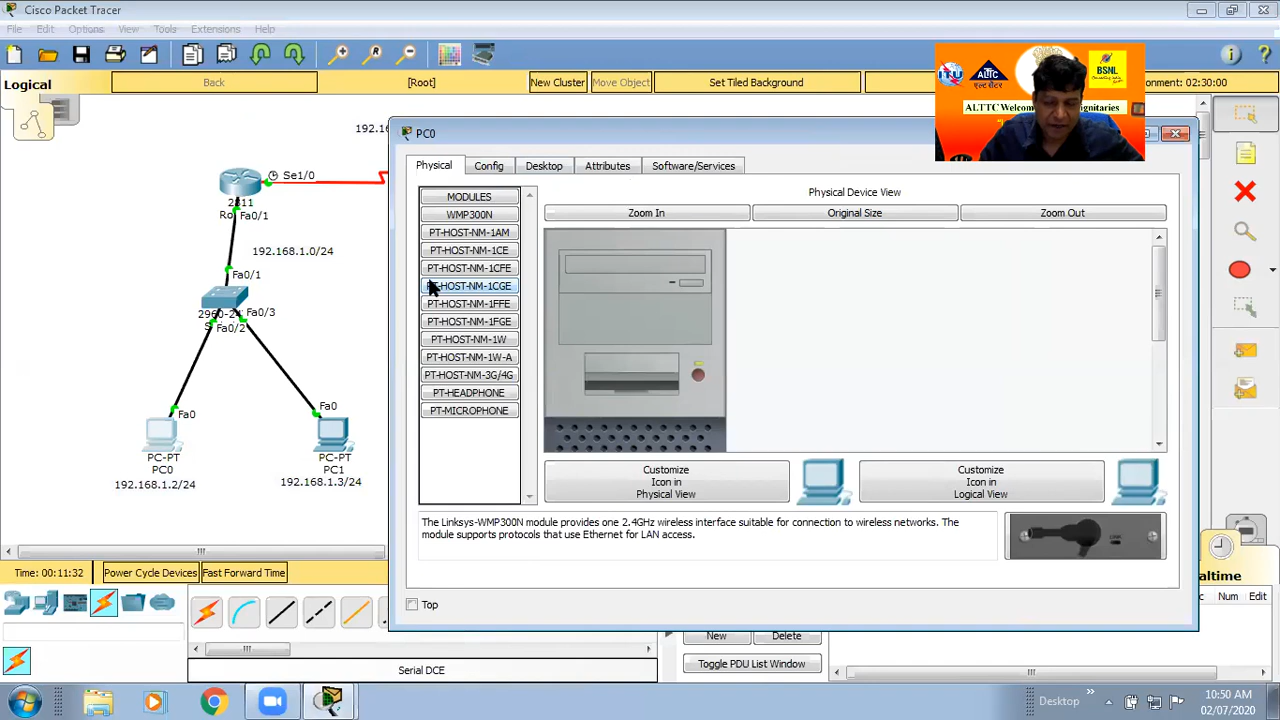 Cisco Packet Tracer
File Edit Options View Tools Extensions Help
Logical Back [Root] New Cluster Move Object Set Tiled Background onment: 02:30:00
ITU ALTTC एल्ट सेंटर BSNL
ALTTC Welcom ignitaries
192.16
PC0
Physical Config Desktop Attributes Software/Services
MODULES
WMP300N
PT-HOST-NM-1AM
PT-HOST-NM-1CE
PT-HOST-NM-1CFE
PT-HOST-NM-1CGE
PT-HOST-NM-1FFE
PT-HOST-NM-1FGE
PT-HOST-NM-1W
PT-HOST-NM-1W-A
PT-HOST-NM-3G/4G
PT-HEADPHONE
PT-MICROPHONE
Physical Device View
Zoom In Original Size Zoom Out
Customize
Icon in
Physical View
Customize
Icon in
Logical View
The Linksys-WMP300N module provides one 2.4GHz wireless interface suitable for connection to wireless networks. The
module supports protocols that use Ethernet for LAN access.
Top
Se1/0
2811
Ro Fa0/1
192.168.1.0/24
Fa0/1
2960-24
Fa0/3
S Fa0/2
Fa0 Fa0
PC-PT PC-PT
PC0 PC1
192.168.1.2/24 192.168.1.3/24
Time: 00:11:32 Power Cycle Devices Fast Forward Time altime
Num Edit
New Delete
Toggle PDU List Window
Serial DCE
Desktop
10:50 AM
02/07/2020